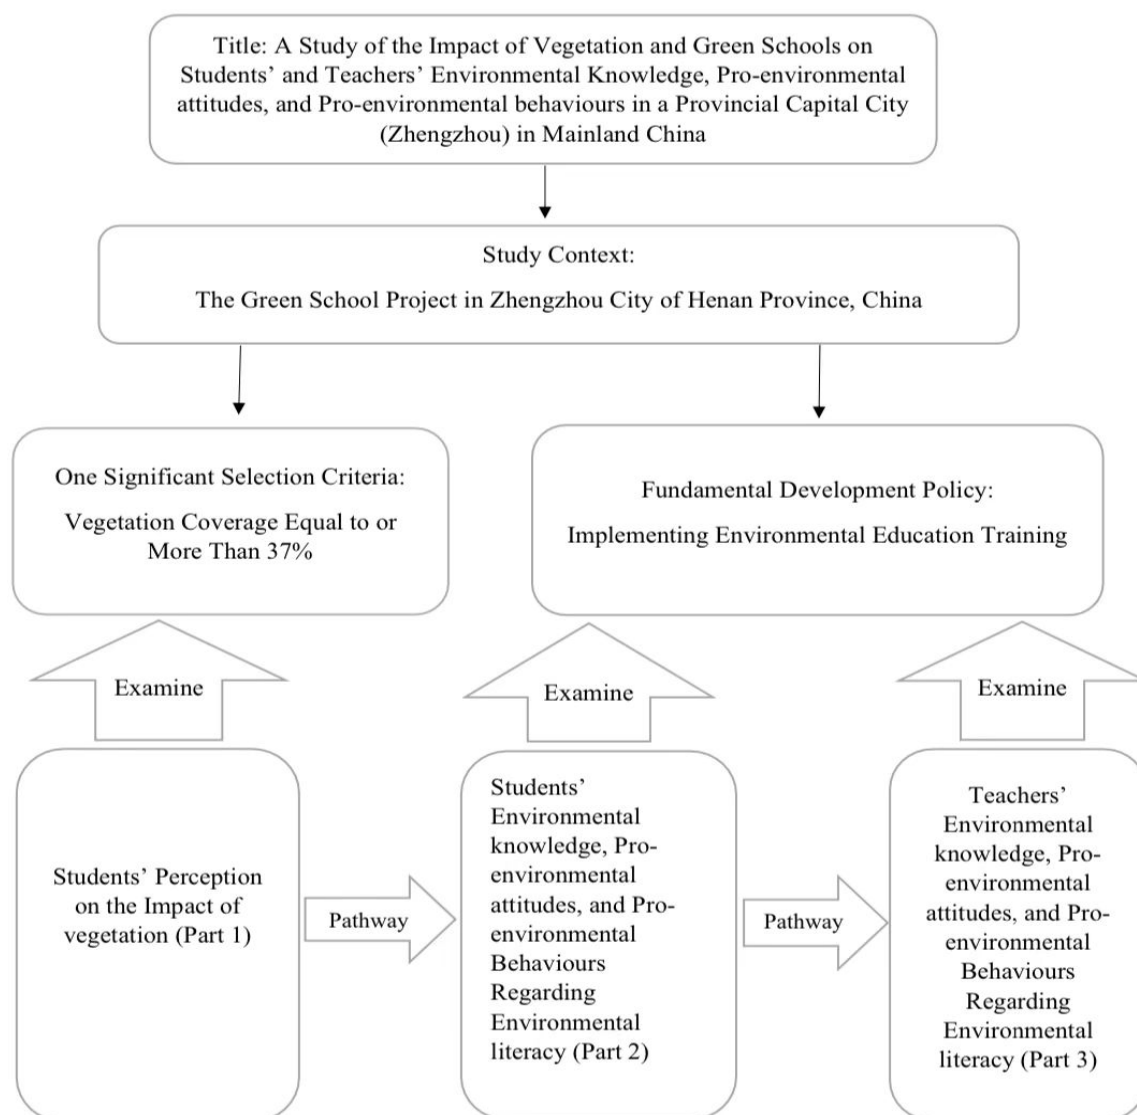 Title: A Study of the Impact of Vegetation and Green Schools on
Students’ and Teachers’ Environmental Knowledge, Pro-environmental
attitudes, and Pro-environmental behaviours in a Provincial Capital City
(Zhengzhou) in Mainland China
Study Context:
The Green School Project in Zhengzhou City of Henan Province, China
One Significant Selection Criteria:
Vegetation Coverage Equal to or
More Than 37%
Fundamental Development Policy:
Implementing Environmental Education Training
Examine
Examine
Examine
Students’ Perception
on the Impact of
vegetation (Part 1)
Pathway
Students’
Environmental
knowledge, Pro-
environmental
attitudes, and Pro-
environmental
Behaviours
Regarding
Environmental
literacy (Part 2)
Pathway
Teachers’
Environmental
knowledge, Pro-
environmental
attitudes, and Pro-
environmental
Behaviours
Regarding
Environmental
literacy (Part 3)